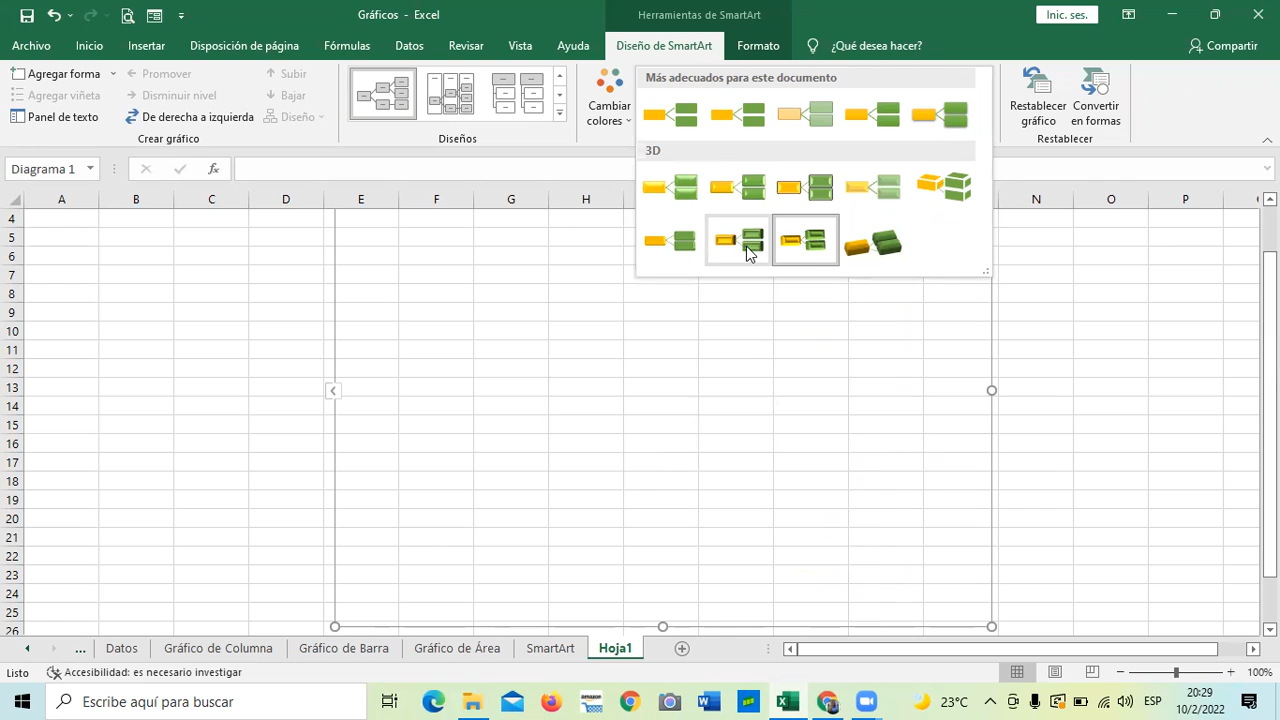 Gráficos - Excel
Herramientas de SmartArt
Inic. ses.
Archivo Inicio Insertar Disposición de página Fórmulas Datos Revisar Vista Ayuda Diseño de SmartArt Formato ¿Qué desea hacer? Compartir
Agregar forma Promover Subir
Agregar viñeta Disminuir nivel Bajar
Panel de texto De derecha a izquierda Diseño
Crear gráfico
Diseños
Cambiar colores
Más adecuados para este documento
3D
Restablecer gráfico
Convertir en formas
Restablecer
Diagrama 1
fx
A B C D E F G H N O P
4
5
6
7
8
9
10
11
12
13
14
15
16
17
18
19
20
21
22
23
24
25
26
... Datos Gráfico de Columna Gráfico de Barra Gráfico de Área SmartArt Hoja1
Listo Accesibilidad: es necesario investigar 100%
Escribe aquí para buscar
amazon
23°C
ESP
20:29
10/2/2022